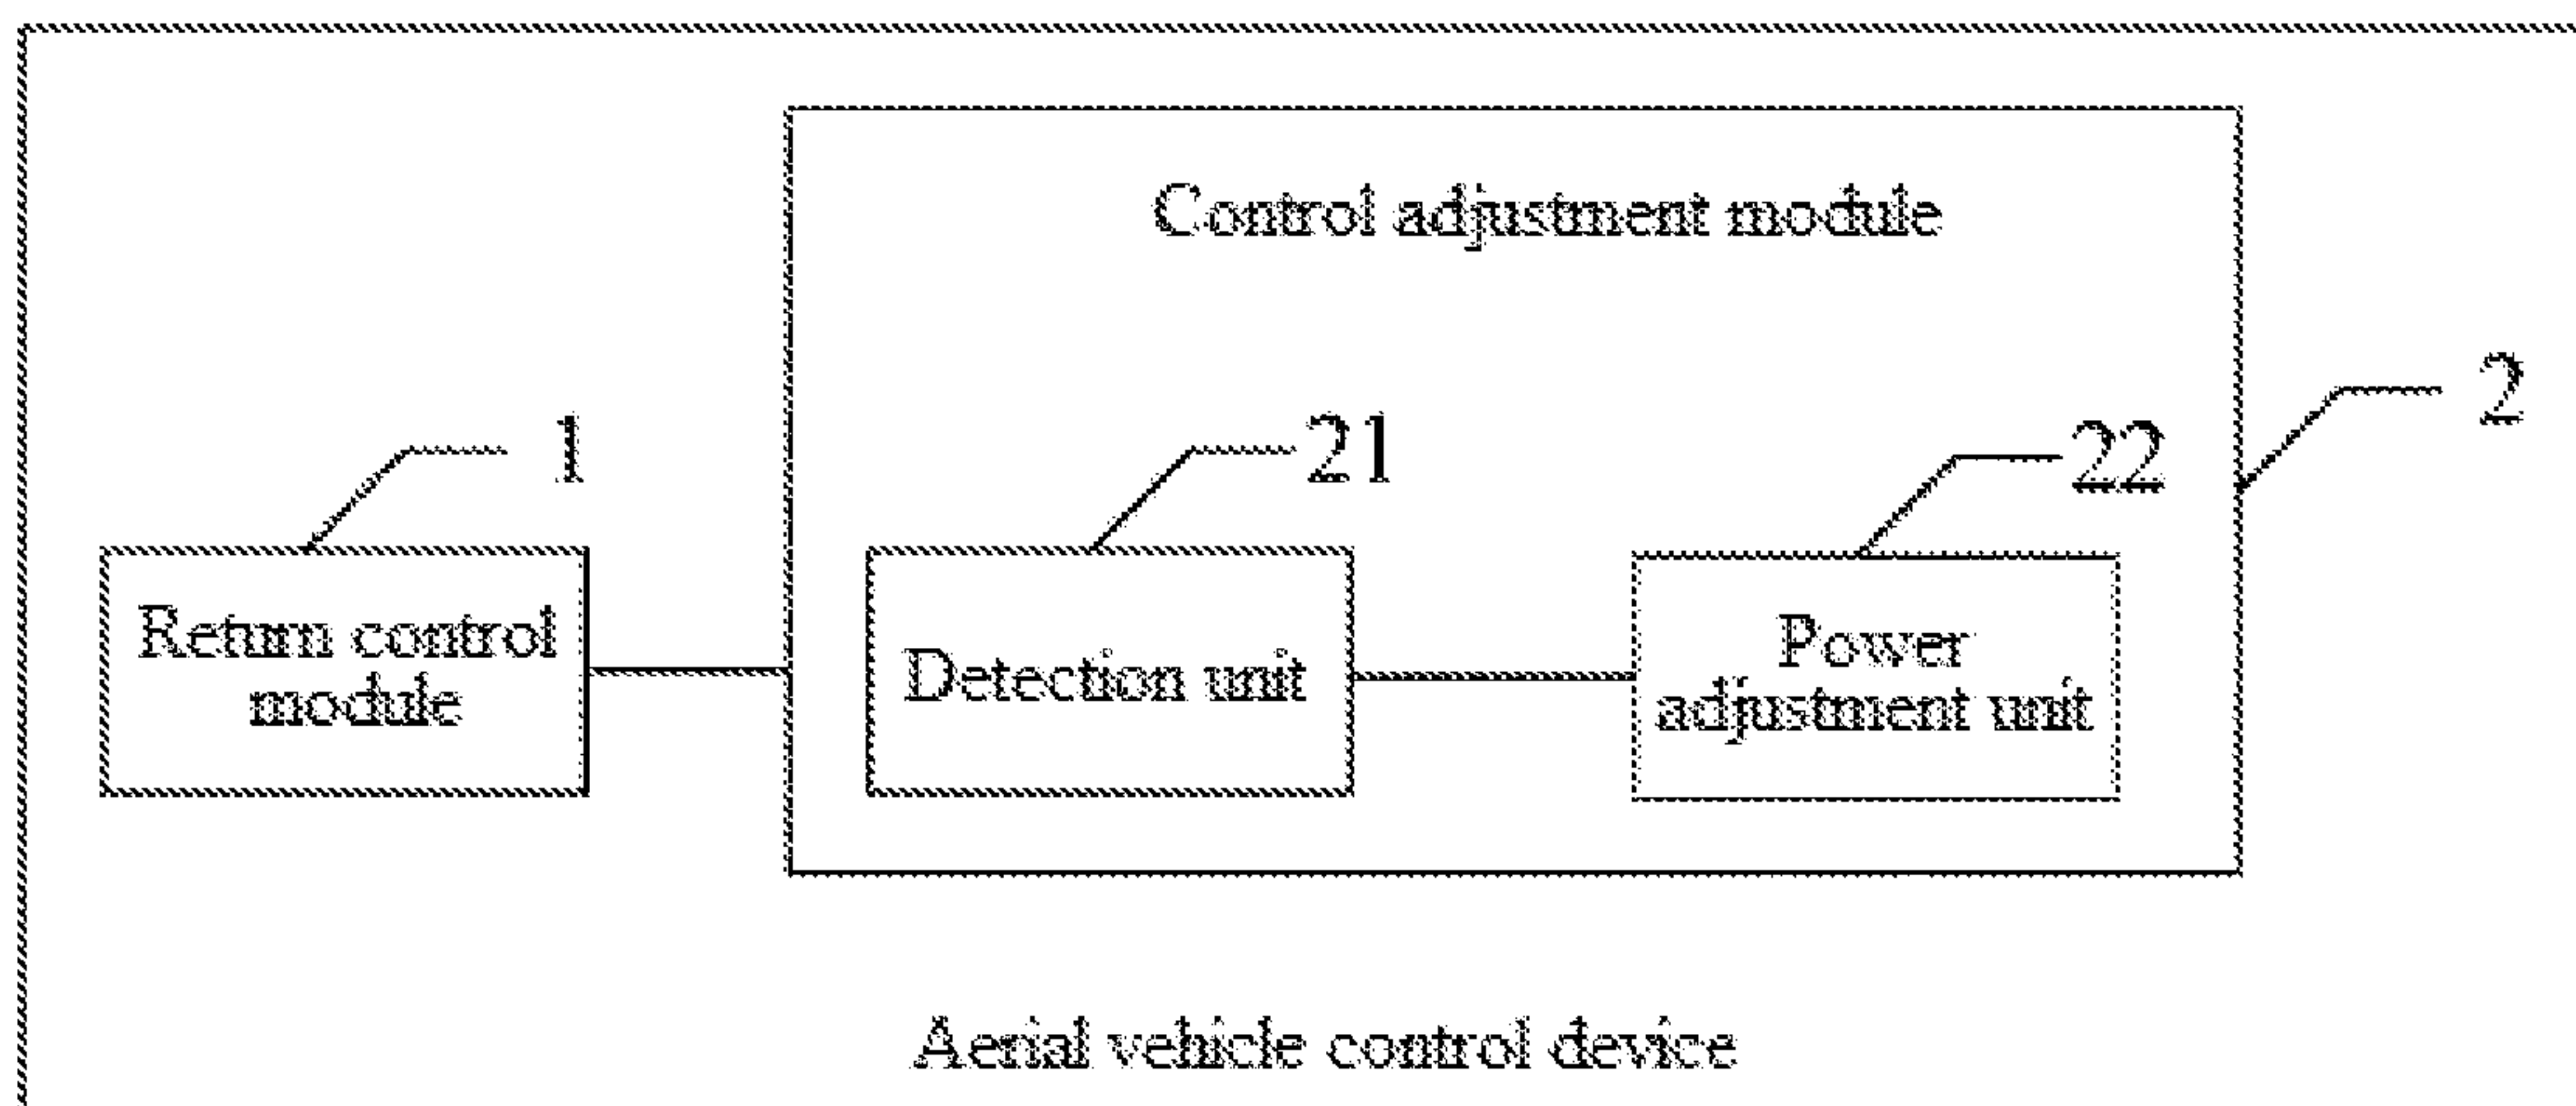 Control adjustment module
2
1
21
22
Return control
module
Detection unit
Power
adjustment unit
Aerial vehicle control device